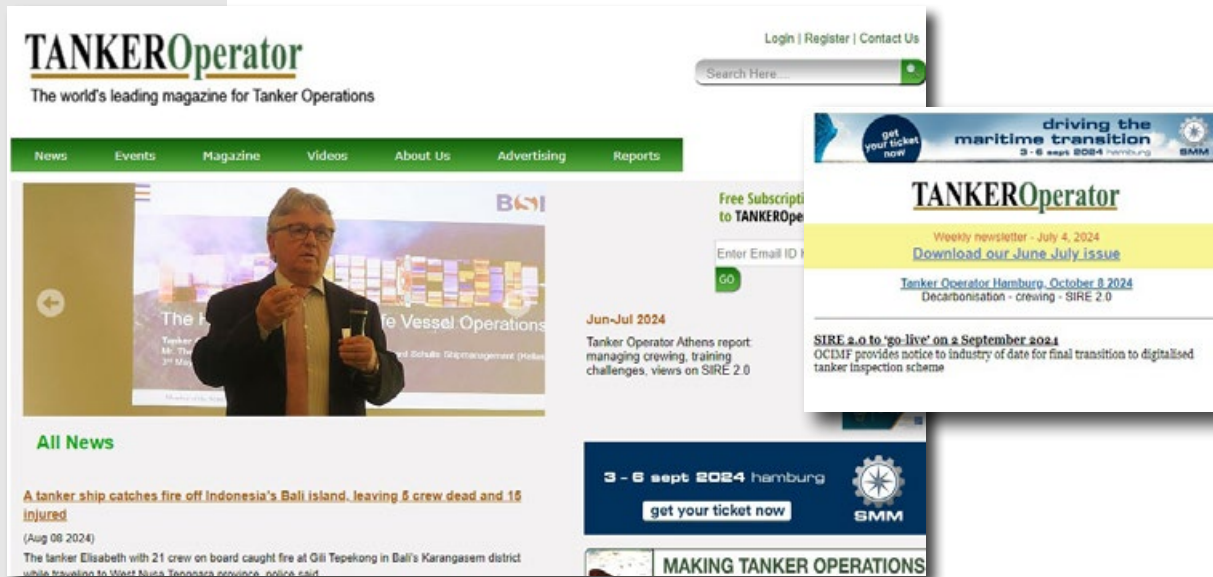 TANKEROperator
The world's leading magazine for Tanker Operations
Login | Register | Contact Us
Search Here....
News Events Magazine Videos About Us Advertising Reports
BSI
The
fe Vessel Operations
Schulte Shipmanagement
Free Subscripti
to TANKEROpe
Enter Email ID
GO
Jun-Jul 2024
Tanker Operator Athens report:
managing crewing, training
challenges, views on SIRE 2.0
3 - 6 sept 2024 hamburg
get your ticket now
SMM
MAKING TANKER OPERATIONS
All News
A tanker ship catches fire off Indonesia's Bali island, leaving 5 crew dead and 15
injured
(Aug 08 2024)
The tanker Elisabeth with 21 crew on board caught fire at Gili Tepekong in Bali's Karangasem district
while traveling to West Nusa Tenggara province, police said
get
your ticket
now
driving the
maritime transition
3 - 6 sept 2024 hamburg
SMM
TANKEROperator
Weekly newsletter - July 4, 2024
Download our June July issue
Tanker Operator Hamburg, October 8 2024
Decarbonisation - crewing - SIRE 2.0
SIRE 2.0 to 'go-live' on 2 September 2024
OCIMF provides notice to industry of date for final transition to digitalised
tanker inspection scheme